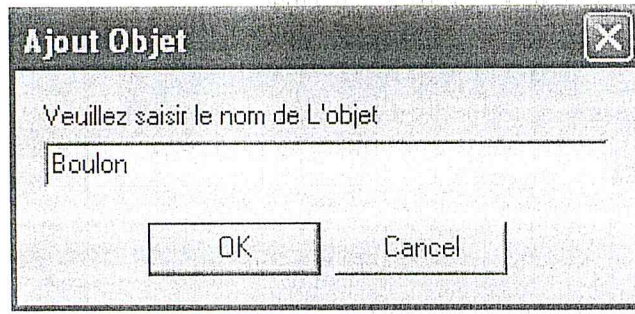 Ajout Objet
Veuillez saisir le nom de L'objet
Boulon
OK
Cancel